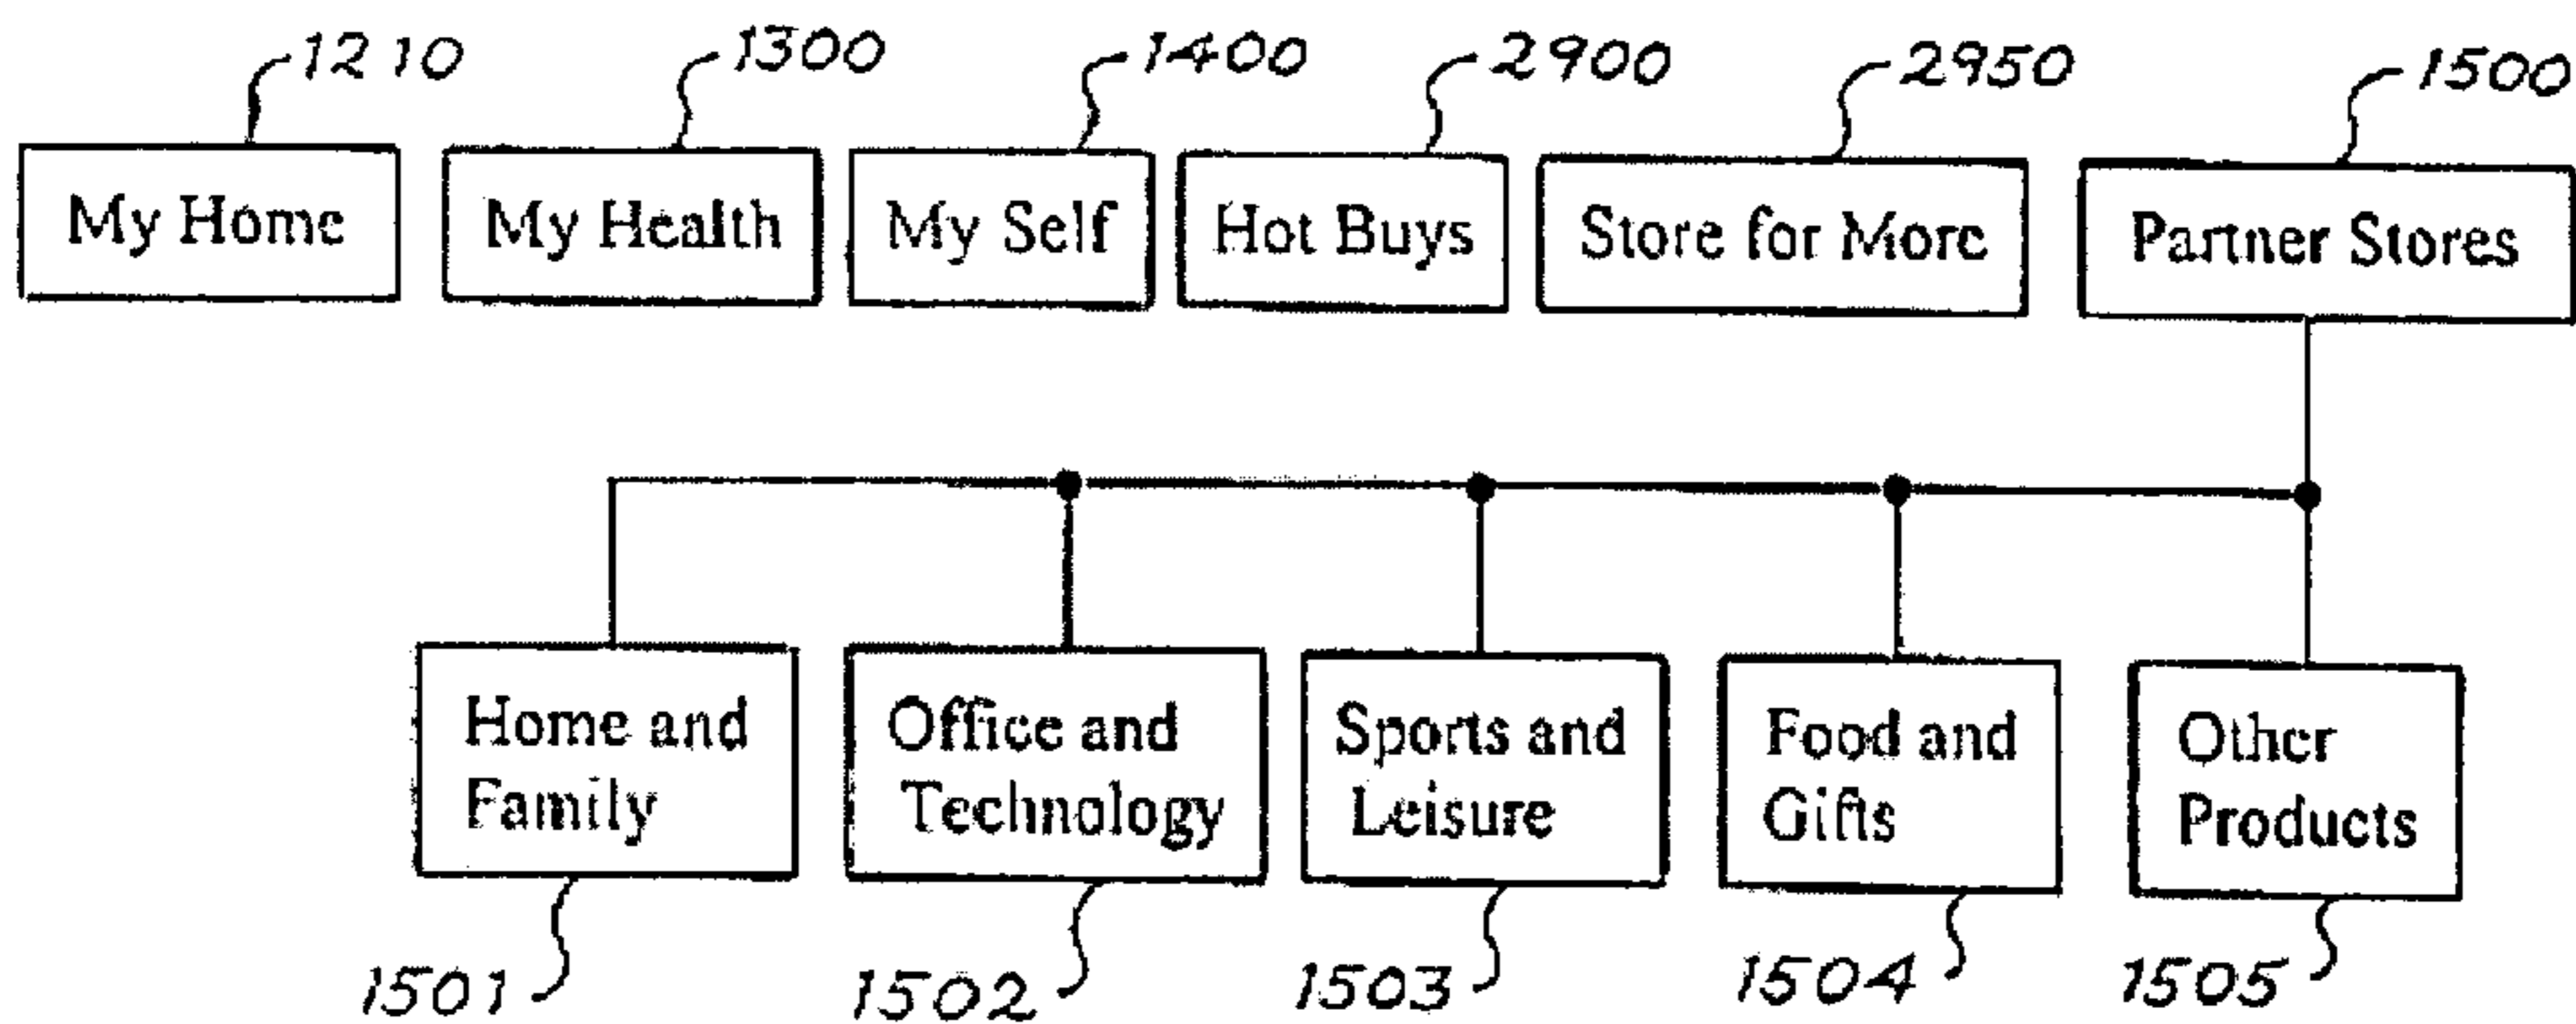 1210 1300 1400 2900 2950 1500
My Home My Health My Self Hot Buys Store for More Partner Stores
Home and Office and Sports and Food and Other
Family Technology Leisure Gifts Products
1501 1502 1503 1504 1505